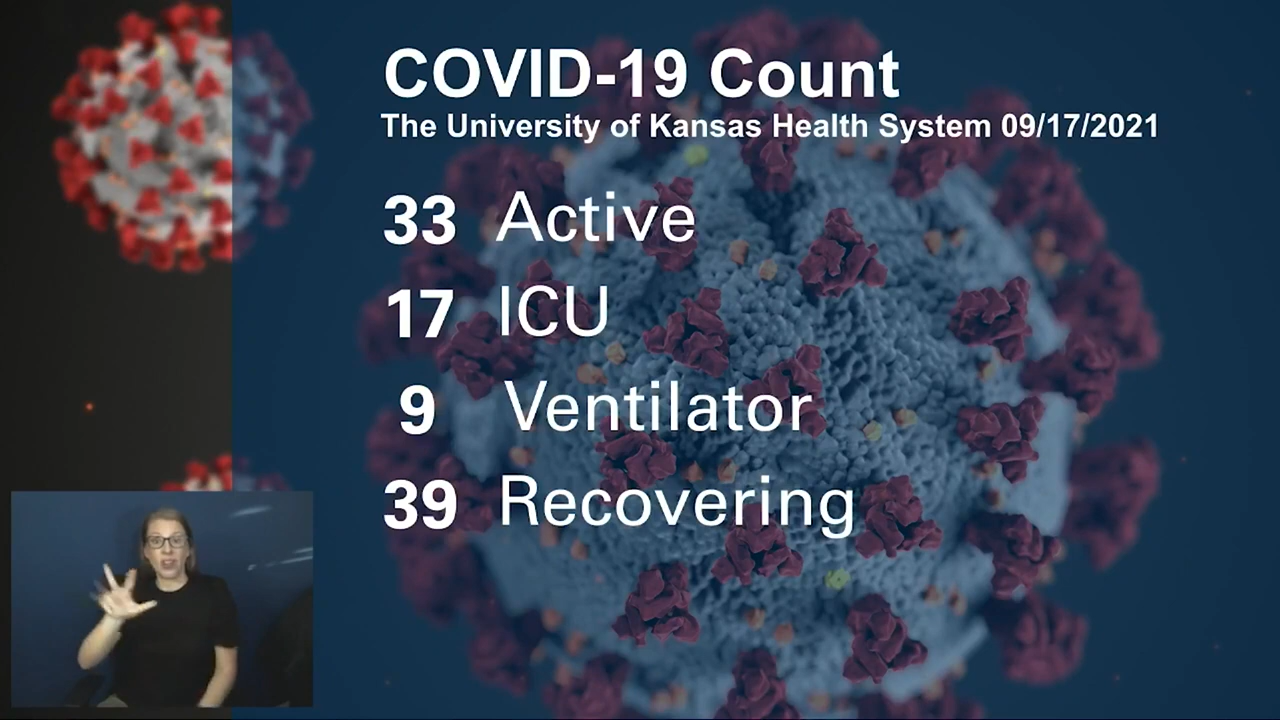 COVID-19 Count
The University of Kansas Health System 09/17/2021
33 Active
17 ICU
9 Ventilator
39 Recovering